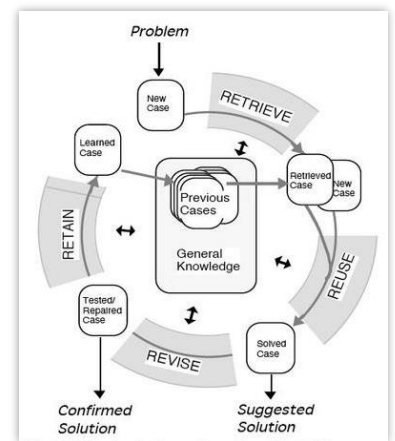 Problem
New
Case
RETRIEVE
Learned
Case
Retrieved
Case
New
Case
Previous
Cases
General
Knowledge
RETAIN
REUSE
Tested/
Repaired
Case
REVISE
Solved
Case
Confirmed
Solution
Suggested
Solution